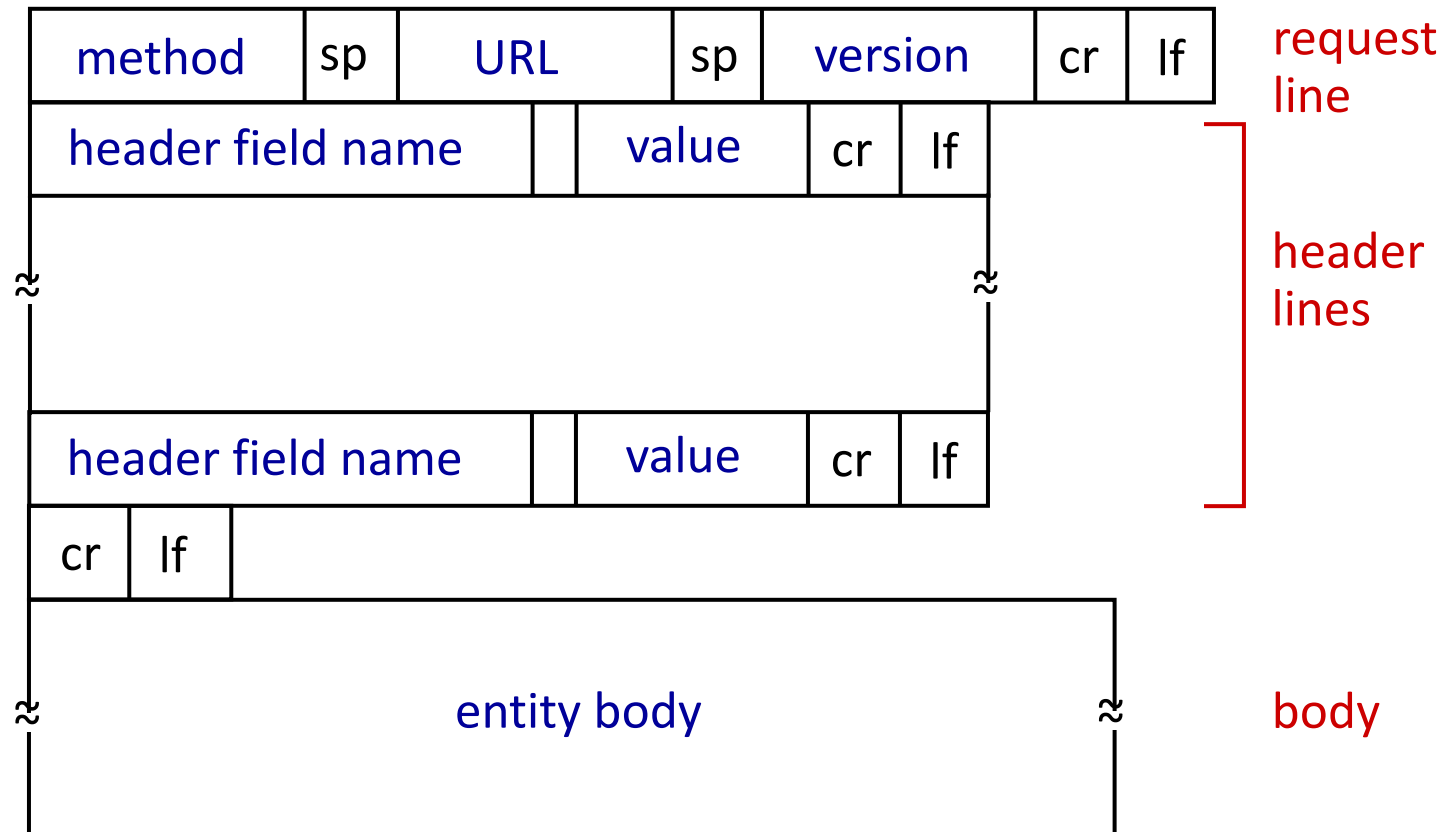 method sp URL sp version cr lf
request
line
header field name value cr lf
header
lines
header field name value cr lf
cr lf
entity body
body